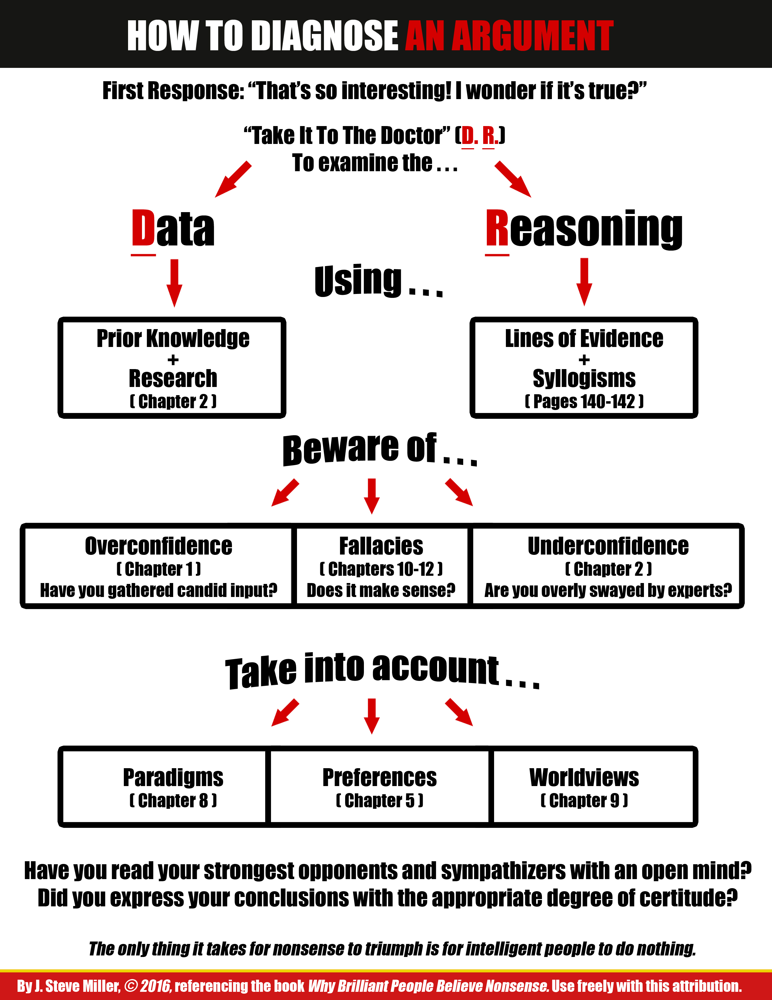 HOW TO DIAGNOSE AN ARGUMENT
First Response: “That’s so interesting! I wonder if it’s true?”
“Take It To The Doctor” (D. R.)
To examine the . . .
Data
Reasoning
Using . . .
Prior Knowledge
+
Research
( Chapter 2 )
Lines of Evidence
+
Syllogisms
( Pages 140-142 )
Beware of . . .
Overconfidence
( Chapter 1 )
Have you gathered candid input?
Fallacies
( Chapters 10-12 )
Does it make sense?
Underconfidence
( Chapter 2 )
Are you overly swayed by experts?
Take into account . . .
Paradigms
( Chapter 8 )
Preferences
( Chapter 5 )
Worldviews
( Chapter 9 )
Have you read your strongest opponents and sympathizers with an open mind?
Did you express your conclusions with the appropriate degree of certitude?
The only thing it takes for nonsense to triumph is for intelligent people to do nothing.
By J. Steve Miller, © 2016, referencing the book Why Brilliant People Believe Nonsense. Use freely with this attribution.